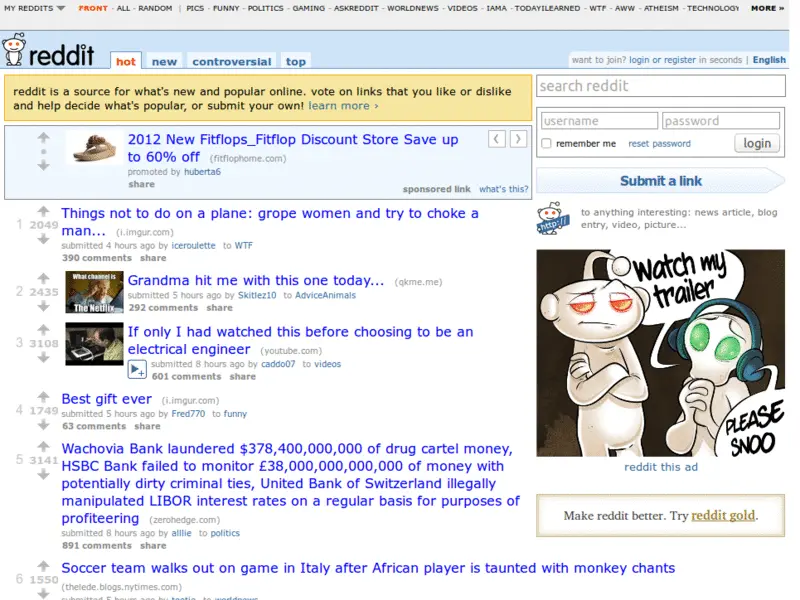 MY REDDITS FRONT - ALL - RANDOM | PICS - FUNNY - POLITICS - GAMING - ASKREDDIT - WORLDNEWS - VIDEOS - IAMA - TODAYILEARNED - WTF - AWW - ATHEISM - TECHNOLOGY MORE »
reddit hot new controversial top
want to join? login or register in seconds | English
reddit is a source for what's new and popular online. vote on links that you like or dislike
and help decide what's popular, or submit your own! learn more ›
2012 New Fitflops_Fitflop Discount Store Save up
to 60% off (fitflophome.com)
promoted by huberta6
share
sponsored link what's this?
1 2049 Things not to do on a plane: grope women and try to choke a
man... (i.imgur.com)
submitted 4 hours ago by iceroulette to WTF
390 comments share
What channel is
The Netflix
2 2435 Grandma hit me with this one today... (qkme.me)
submitted 5 hours ago by Skitlez10 to AdviceAnimals
292 comments share
3 3108 If only I had watched this before choosing to be an
electrical engineer (youtube.com)
submitted 8 hours ago by caddo07 to videos
601 comments share
4 1749 Best gift ever (i.imgur.com)
submitted 5 hours ago by Fred770 to funny
63 comments share
5 3141 Wachovia Bank laundered $378,400,000,000 of drug cartel money,
HSBC Bank failed to monitor £38,000,000,000,000 of money with
potentially dirty criminal ties, United Bank of Switzerland illegally
manipulated LIBOR interest rates on a regular basis for purposes of
profiteering (zerohedge.com)
submitted 8 hours ago by alllie to politics
891 comments share
6 1550 Soccer team walks out on game in Italy after African player is taunted with monkey chants
(thelede.blogs.nytimes.com)
search reddit
username password
remember me reset password login
Submit a link
http://
to anything interesting: news article, blog
entry, video, picture...
Watch my
trailer
PLEASE
SNOO
reddit this ad
Make reddit better. Try reddit gold.